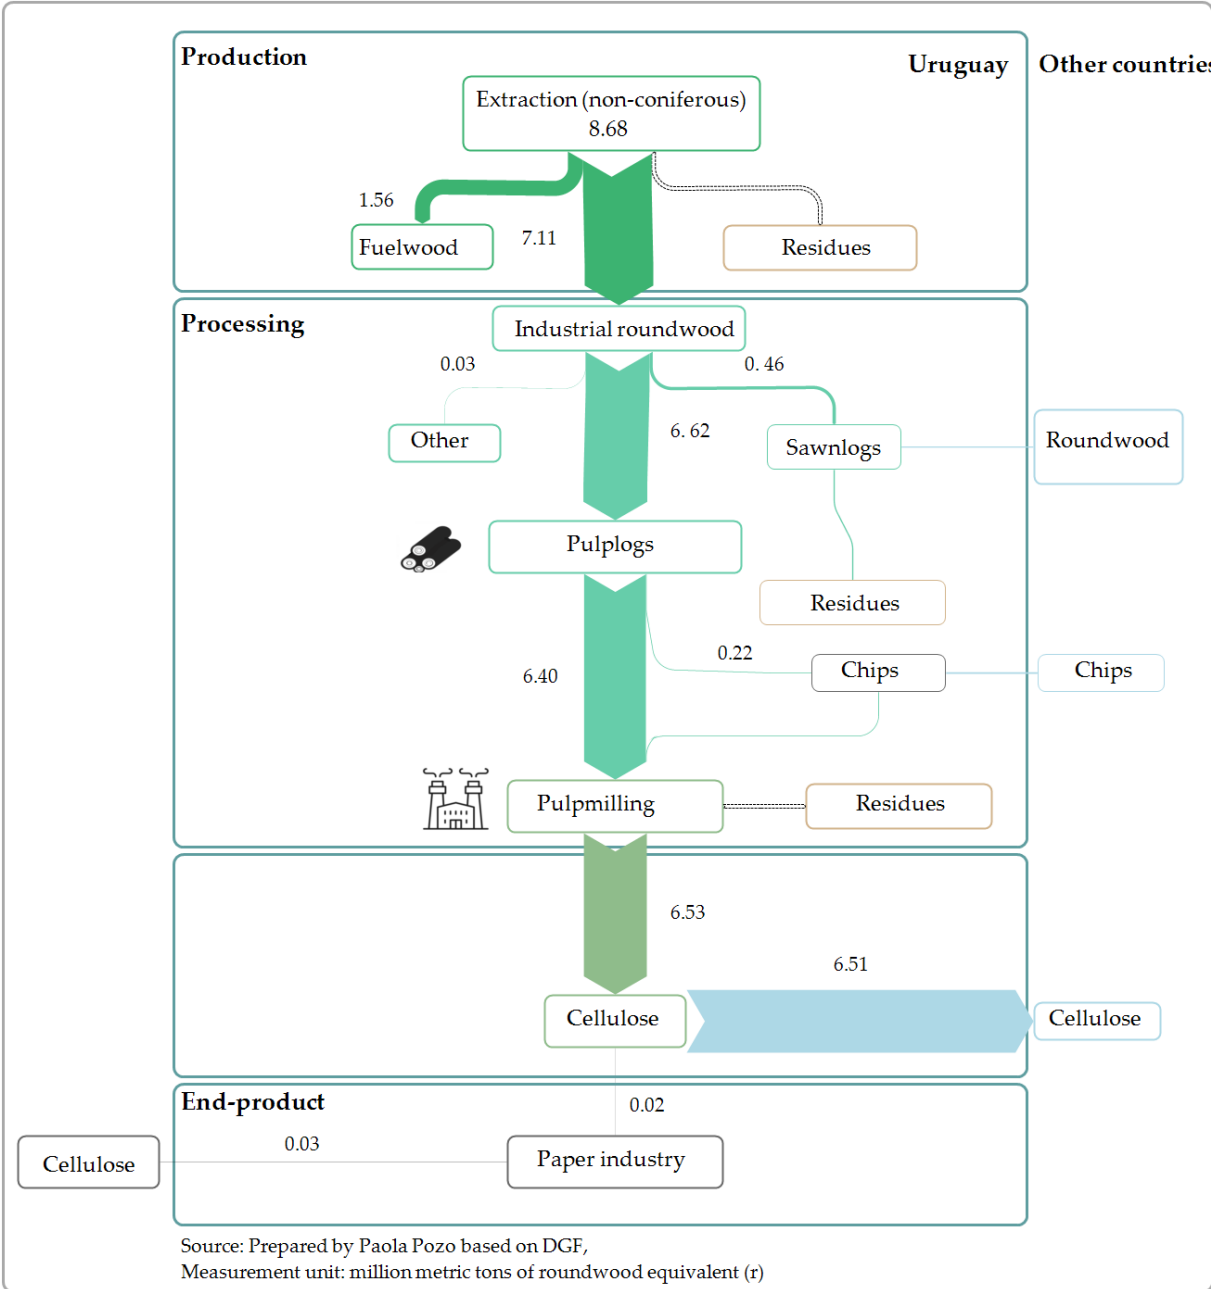 Production
Uruguay
Other countries
Extraction (non-coniferous)
8.68
1.56
7.11
Fuelwood
Residues
Processing
Industrial roundwood
0.03
0. 46
Other
6. 62
Sawnlogs
Roundwood
Pulplogs
Residues
0.22
6.40
Chips
Chips
Pulpmilling
Residues
6.53
6.51
Cellulose
Cellulose
End-product
0.02
0.03
Cellulose
Paper industry
Source: Prepared by Paola Pozo based on DGF,
Measurement unit: million metric tons of roundwood equivalent (r)